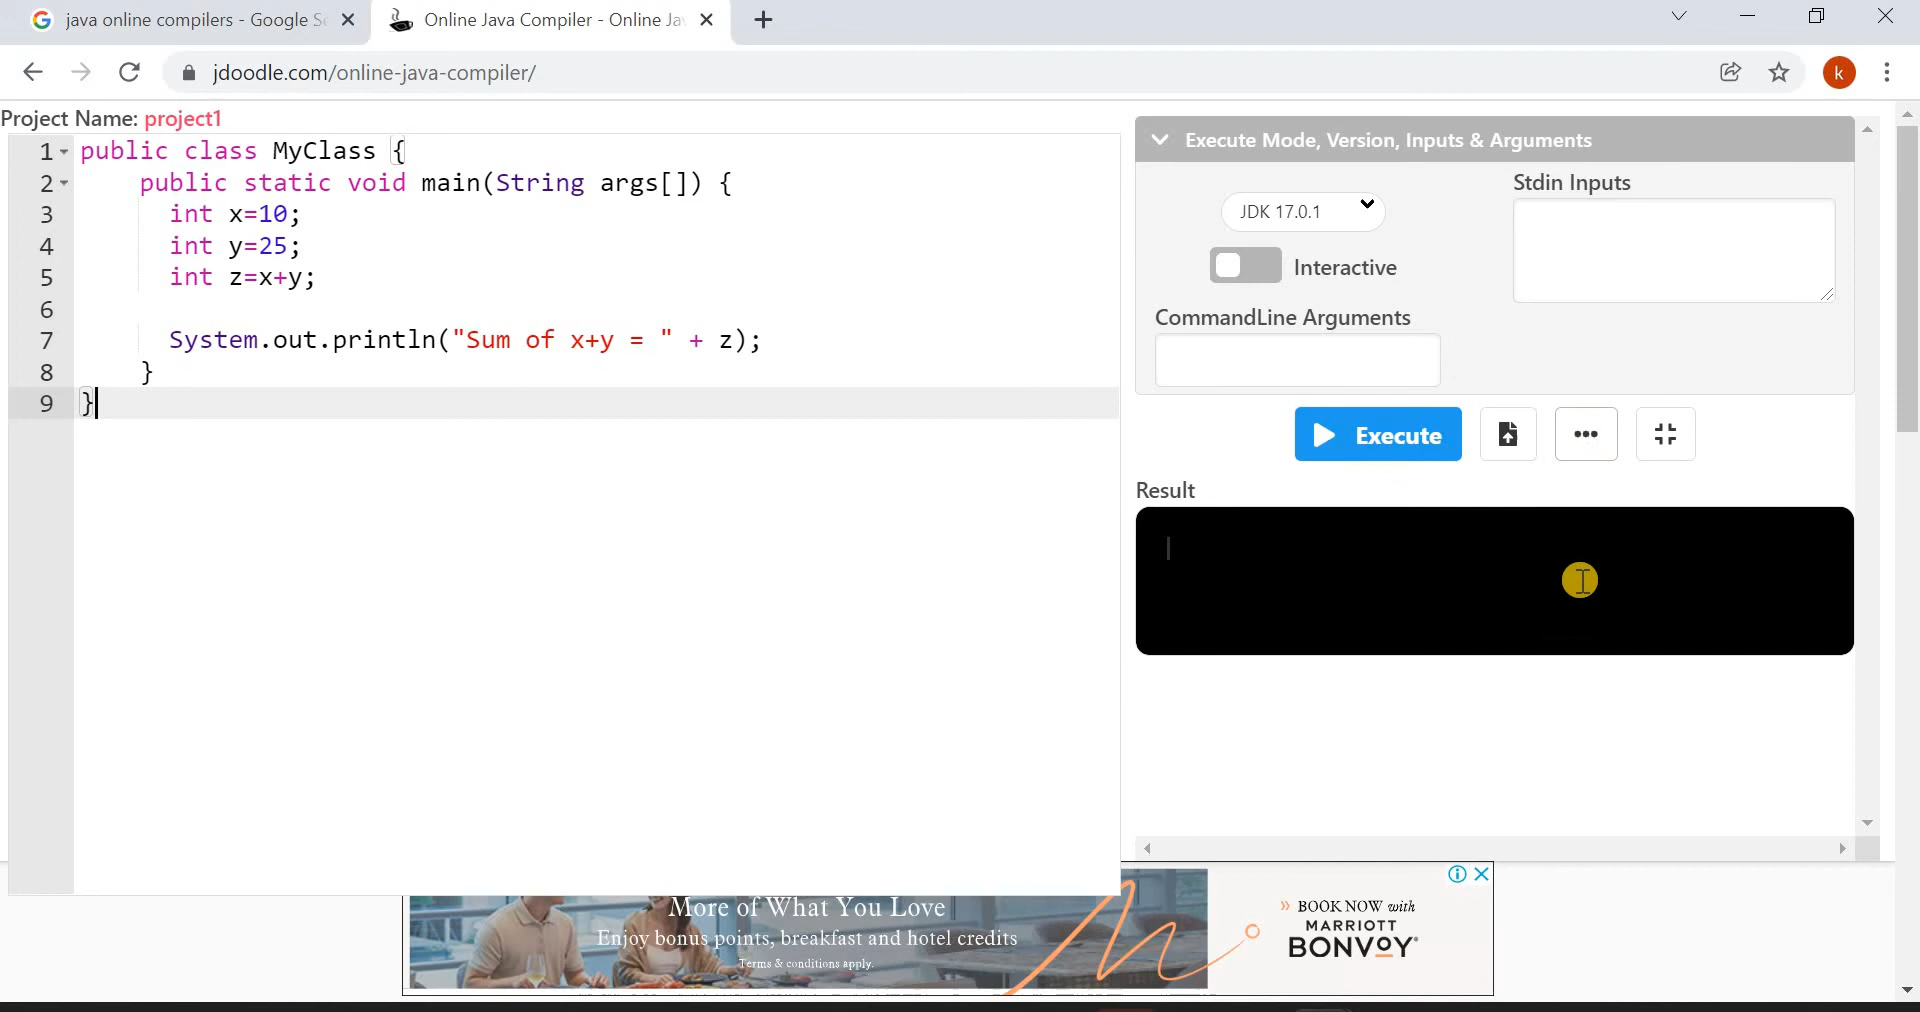 java online compilers - Google Se
Online Java Compiler - Online Ja
jdoodle.com/online-java-compiler/
k
Project Name: project1
1 public class MyClass {
2 public static void main(String args[]) {
3 int x=10;
4 int y=25;
5 int z=x+y;
6
7 System.out.println("Sum of x+y = " + z);
8 }
9 }
Execute Mode, Version, Inputs & Arguments
JDK 17.0.1
Stdin Inputs
Interactive
CommandLine Arguments
Execute
Result
More of What You Love
Enjoy bonus points, breakfast and hotel credits
Terms & conditions apply.
» BOOK NOW with
MARRIOTT
BONVOY